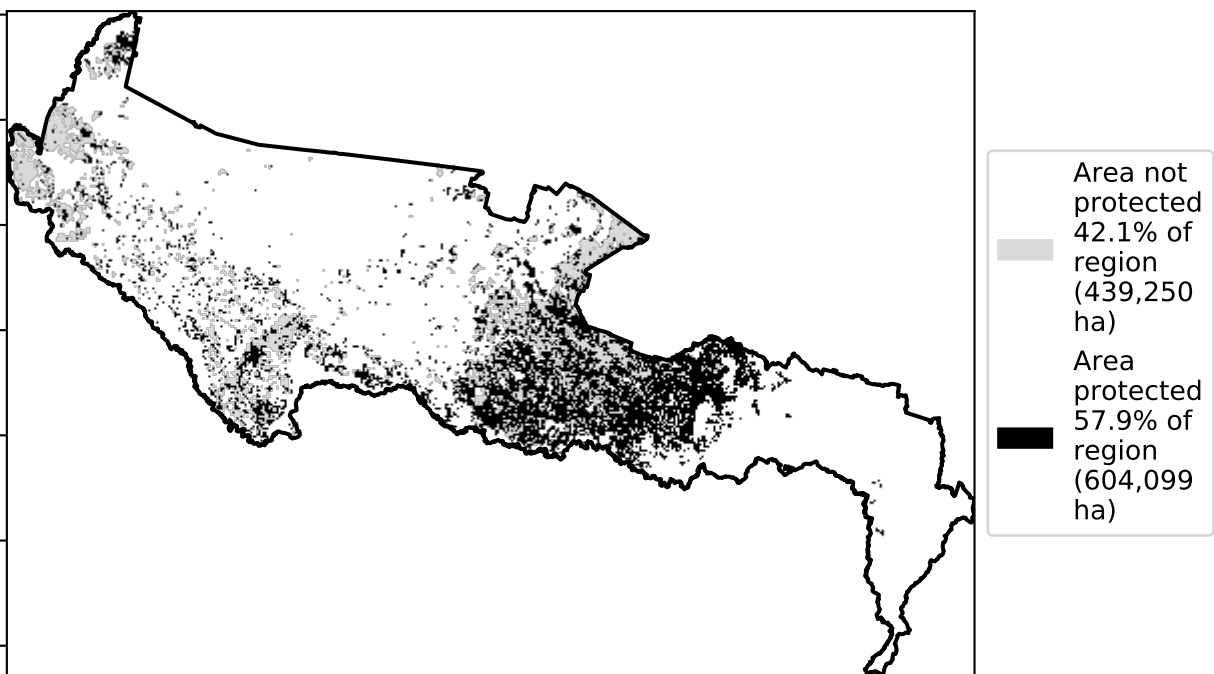 Area not
protected
42.1% of
region
(439,250
ha)
Area
protected
57.9% of
region
(604,099
ha)